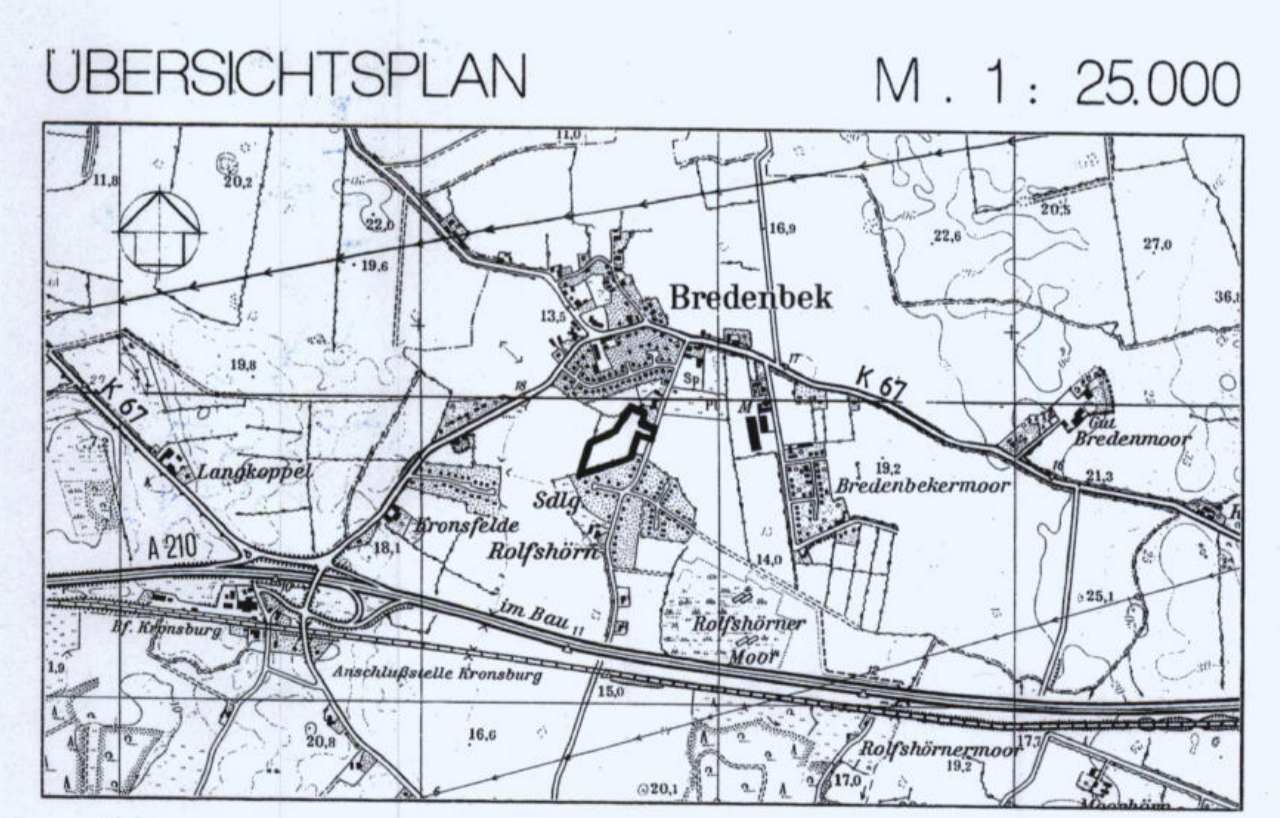 ÜBERSICHTSPLAN M. 1: 25.000
11,0
11,8
20,2
22,0
16,9
20,5
22,6
27,0
19,6
Bredenbek
13,5
36,
19,8
17
Sp
18
K 67
K 67
Gut
Bredenmoor
Langkoppel
19,2
16
21,3
Bredenbekermoor
Sdlg
Kronsfelde
Rolfshörn
A 210
18,1
14,0
25,1
im Bau
Rolfshörner
Moor
Bf. Kronsburg
Anschlußstelle Kronsburg
1,9
15,0
16,6
20,8
Rolfshörnermoor
17,7
19,2
17,0
20,1